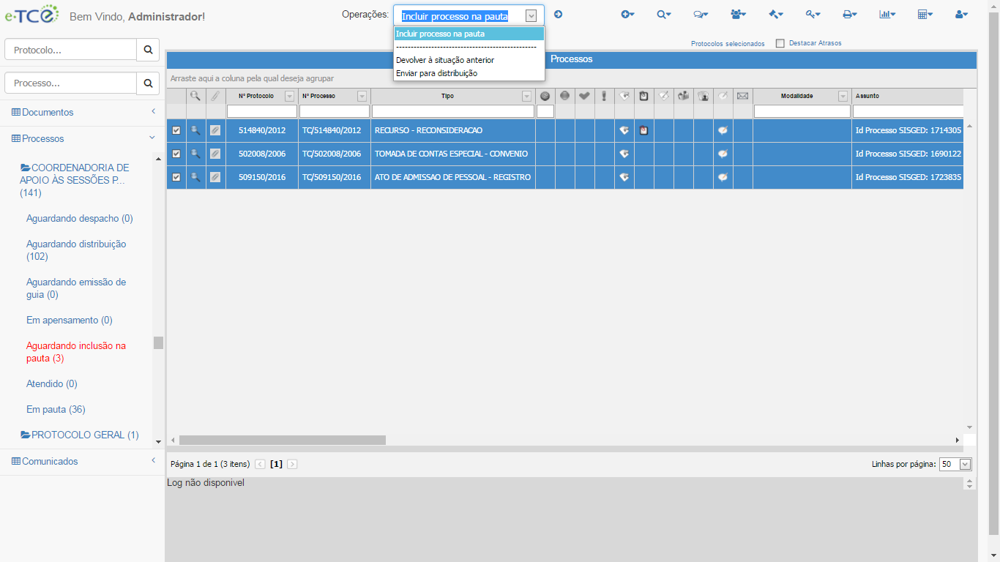 e-TCE
Bem Vindo, Administrador!
Operações:
Incluir processo na pauta
Incluir processo na pauta
------------------------------------------------
Devolver à situação anterior
Enviar para distribuição
Protocolos selecionados
Destacar Atrasos
Protocolo...
Processo...
Documentos
Processos
COORDENADORIA DE
APOIO ÀS SESSÕES P...
(141)
Aguardando despacho (0)
Aguardando distribuição
(102)
Aguardando emissão de
guia (0)
Em apensamento (0)
Aguardando inclusão na
pauta (3)
Atendido (0)
Em pauta (36)
PROTOCOLO GERAL (1)
Comunicados
Processos
Arraste aqui a coluna pela qual deseja agrupar
Nº Protocolo Nº Processo Tipo Modalidade Assunto
514840/2012 TC/514840/2012 RECURSO - RECONSIDERACAO Id Processo SISGED: 1714305
502008/2006 TC/502008/2006 TOMADA DE CONTAS ESPECIAL - CONVENIO Id Processo SISGED: 1690122
509150/2016 TC/509150/2016 ATO DE ADMISSAO DE PESSOAL - REGISTRO Id Processo SISGED: 1723835
Página 1 de 1 (3 itens) [1] Linhas por página: 50
Log não disponivel